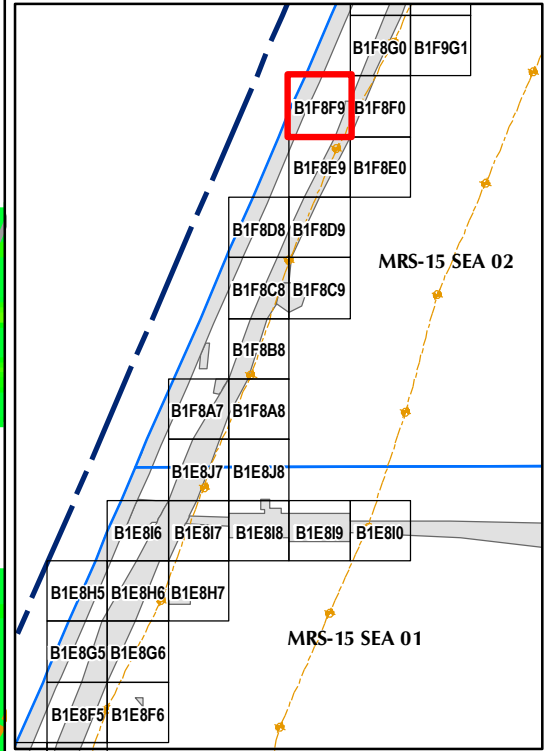 B1F8G0 B1F9G1
B1F8F9 B1F8F0
B1F8E9 B1F8E0
B1F8D8 B1F8D9
MRS-15 SEA 02
B1F8C8 B1F8C9
B1F8B8
B1F8A7 B1F8A8
B1E8J7 B1E8J8
B1E8I6 B1E8I7 B1E8I8 B1E8I9 B1E8I0
B1E8H5 B1E8H6 B1E8H7
MRS-15 SEA 01
B1E8G5 B1E8G6
B1E8F5 B1E8F6